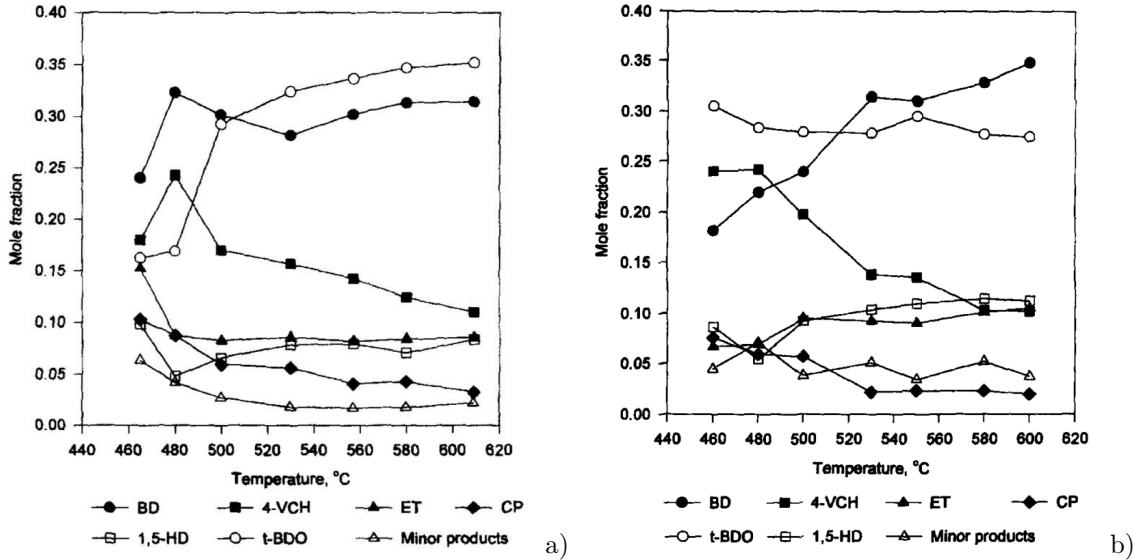 0.40
0.35
0.30
0.25
0.20
0.15
0.10
0.05
0.00
Mole fraction
440 460 480 500 520 540 560 580 600 620
Temperature, °C
BD 4-VCH ET CP
1,5-HD t-BDO Minor products
a)
0.40
0.35
0.30
0.25
0.20
0.15
0.10
0.05
0.00
Mole fraction
440 460 480 500 520 540 560 580 600 620
Temperature, °C
BD 4-VCH ET CP
t-BDO 1,5-HD Minor products
b)